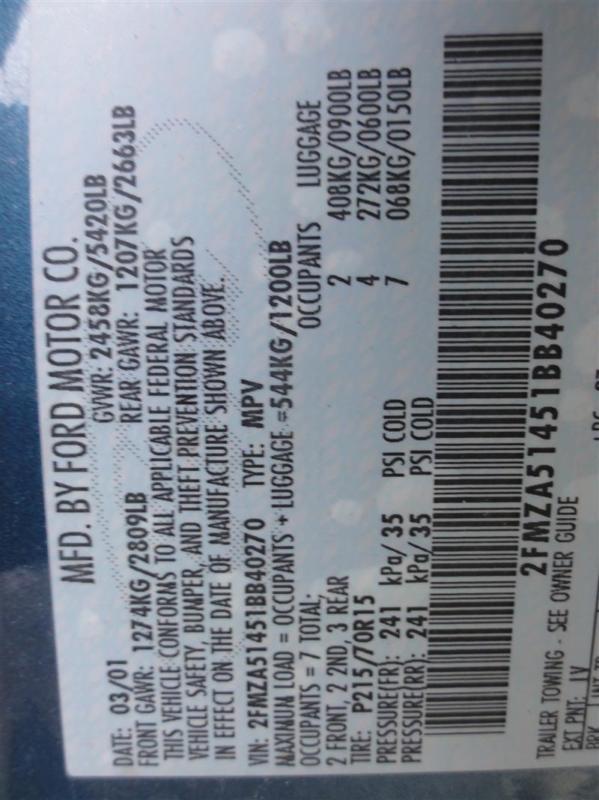 MFD. BY FORD MOTOR CO.
DATE: 03/01 GVWR: 2458KG/5420LB
FRONT GAWR: 1274KG/2809LB REAR GAWR: 1207KG/2663LB
THIS VEHICLE CONFORMS TO ALL APPLICABLE FEDERAL MOTOR
VEHICLE SAFETY, BUMPER, AND THEFT PREVENTION STANDARDS
IN EFFECT ON THE DATE OF MANUFACTURE SHOWN ABOVE.
VIN: 2FMZA51451BB40270 TYPE: MPV
MAXIMUM LOAD = OCCUPANTS + LUGGAGE =544KG/1200LB
OCCUPANTS = 7 TOTAL, OCCUPANTS LUGGAGE
2 FRONT, 2 2ND, 3 REAR 2 408KG/0900LB
TIRE: P215/70R15 4 272KG/0600LB
PRESSURE(FR): 241 kPa/35 PSI COLD 7 068KG/0150LB
PRESSURE(RR): 241 kPa/35 PSI COLD
2FMZA51451BB40270
TRAILER TOWING - SEE OWNER GUIDE
EXT PNT: LV